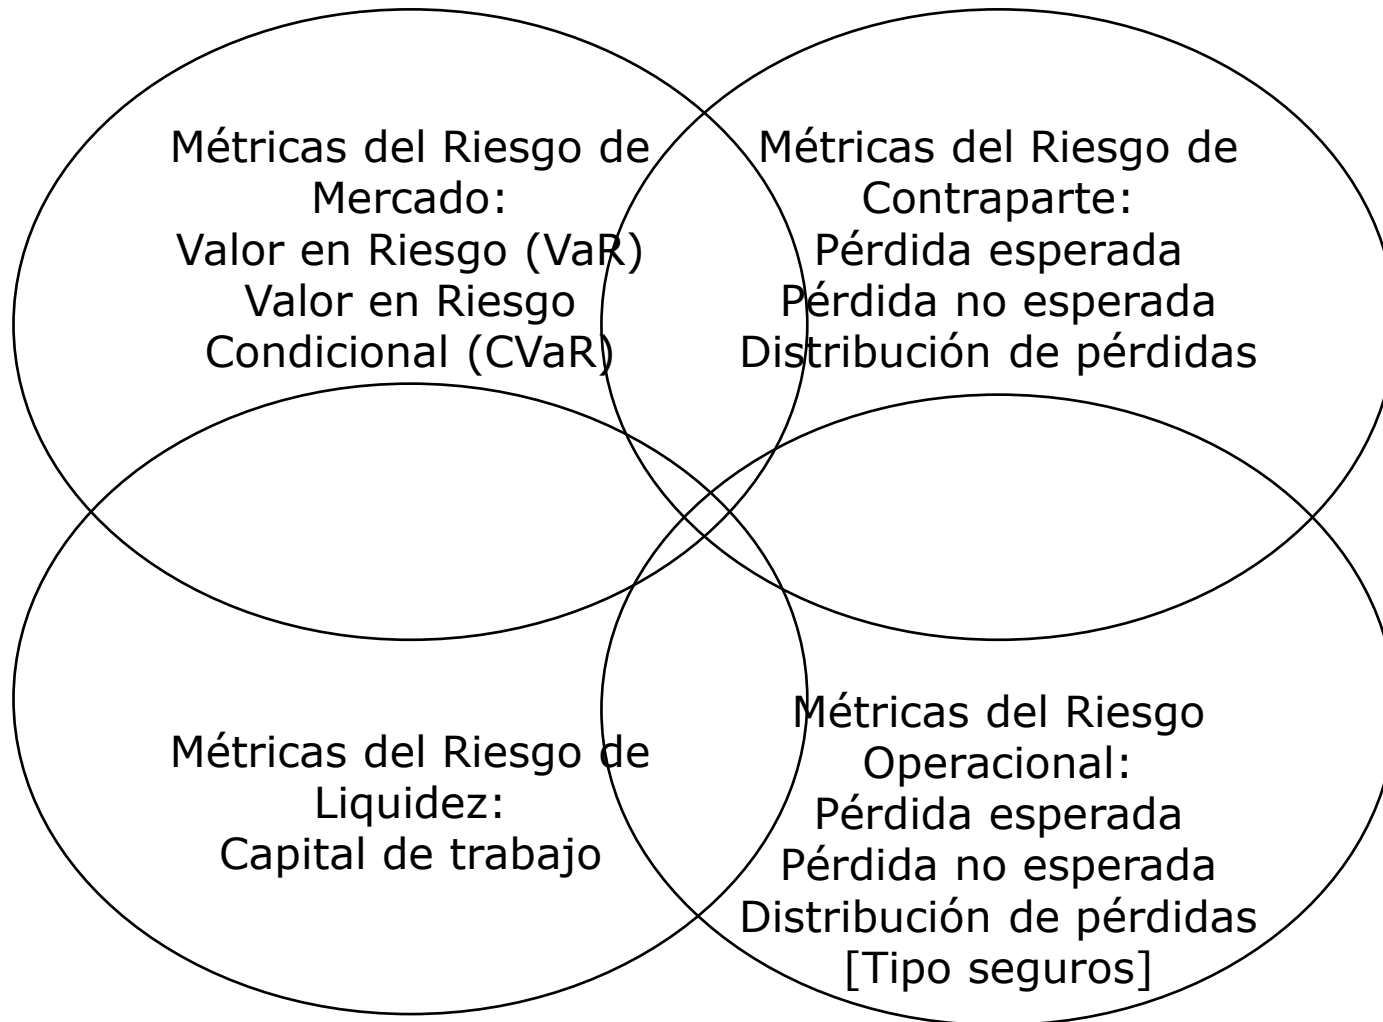 Métricas del Riesgo de
Mercado:
Valor en Riesgo (VaR)
Valor en Riesgo
Condicional (CVaR)
Métricas del Riesgo de
Contraparte:
Pérdida esperada
Pérdida no esperada
Distribución de pérdidas
Métricas del Riesgo de
Liquidez:
Capital de trabajo
Métricas del Riesgo
Operacional:
Pérdida esperada
Pérdida no esperada
Distribución de pérdidas
[Tipo seguros]